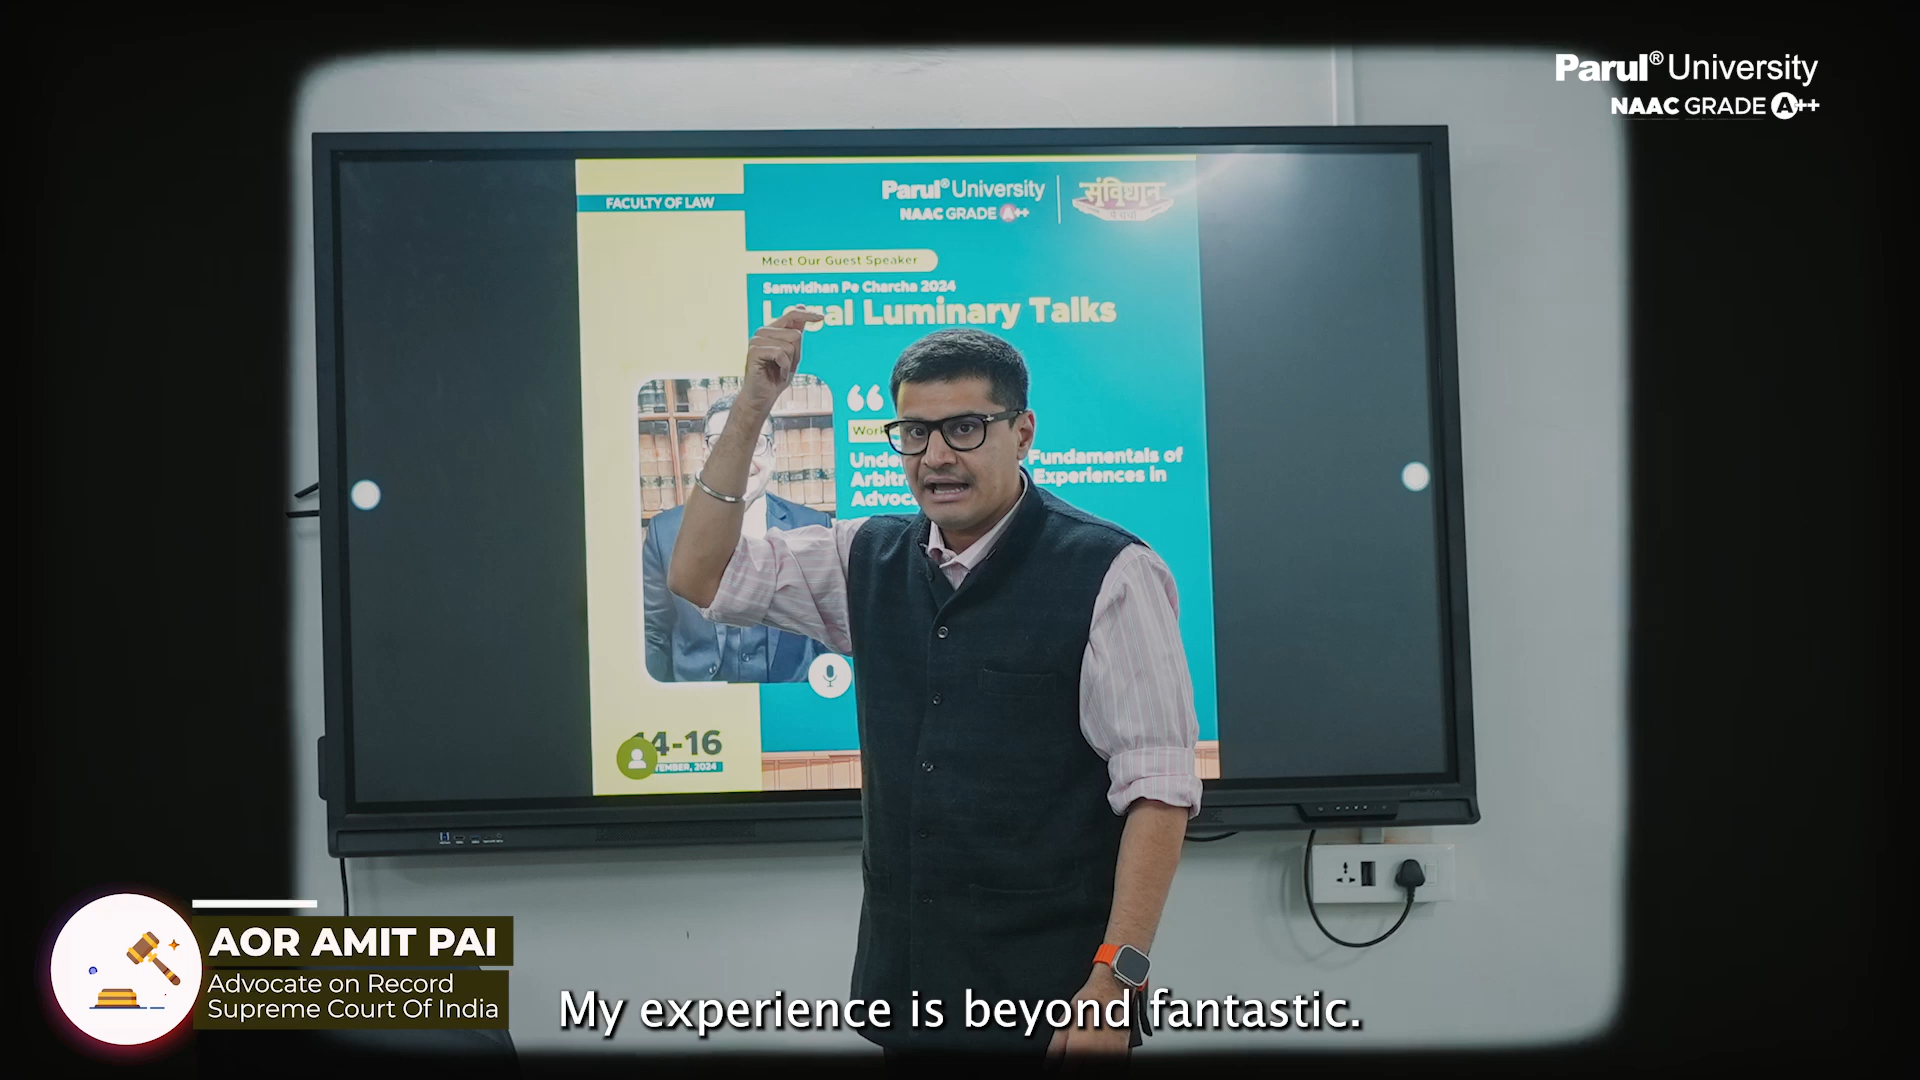 Parul® University
NAAC GRADE A++
FACULTY OF LAW
Parul® University
NAAC GRADE A++
संविधान
पे चर्चा
Meet Our Guest Speaker
Samvidhan Pe Charcha 2024
Legal Luminary Talks
Fundamentals of
Experiences in
14-16
2024
AOR AMIT PAI
Advocate on Record
Supreme Court Of India
My experience is beyond fantastic.